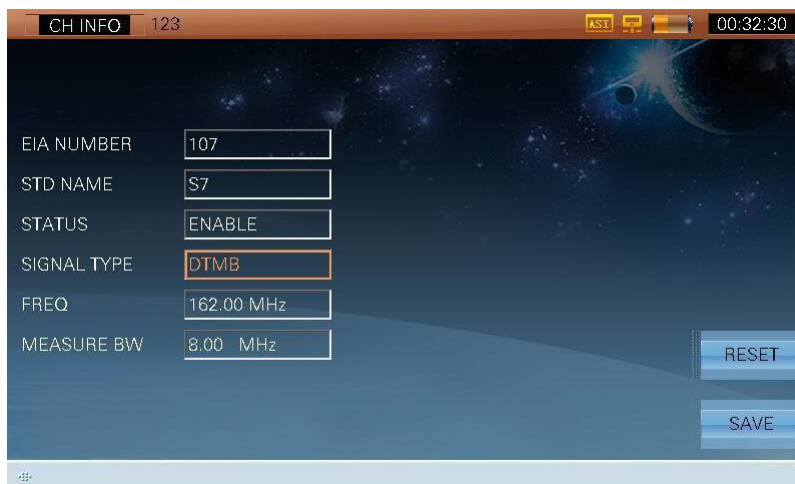 CH INFO 123 ASI 00:32:30
EIA NUMBER 107
STD NAME S7
STATUS ENABLE
SIGNAL TYPE DTMB
FREQ 162.00 MHz
MEASURE BW 8.00 MHz
RESET
SAVE